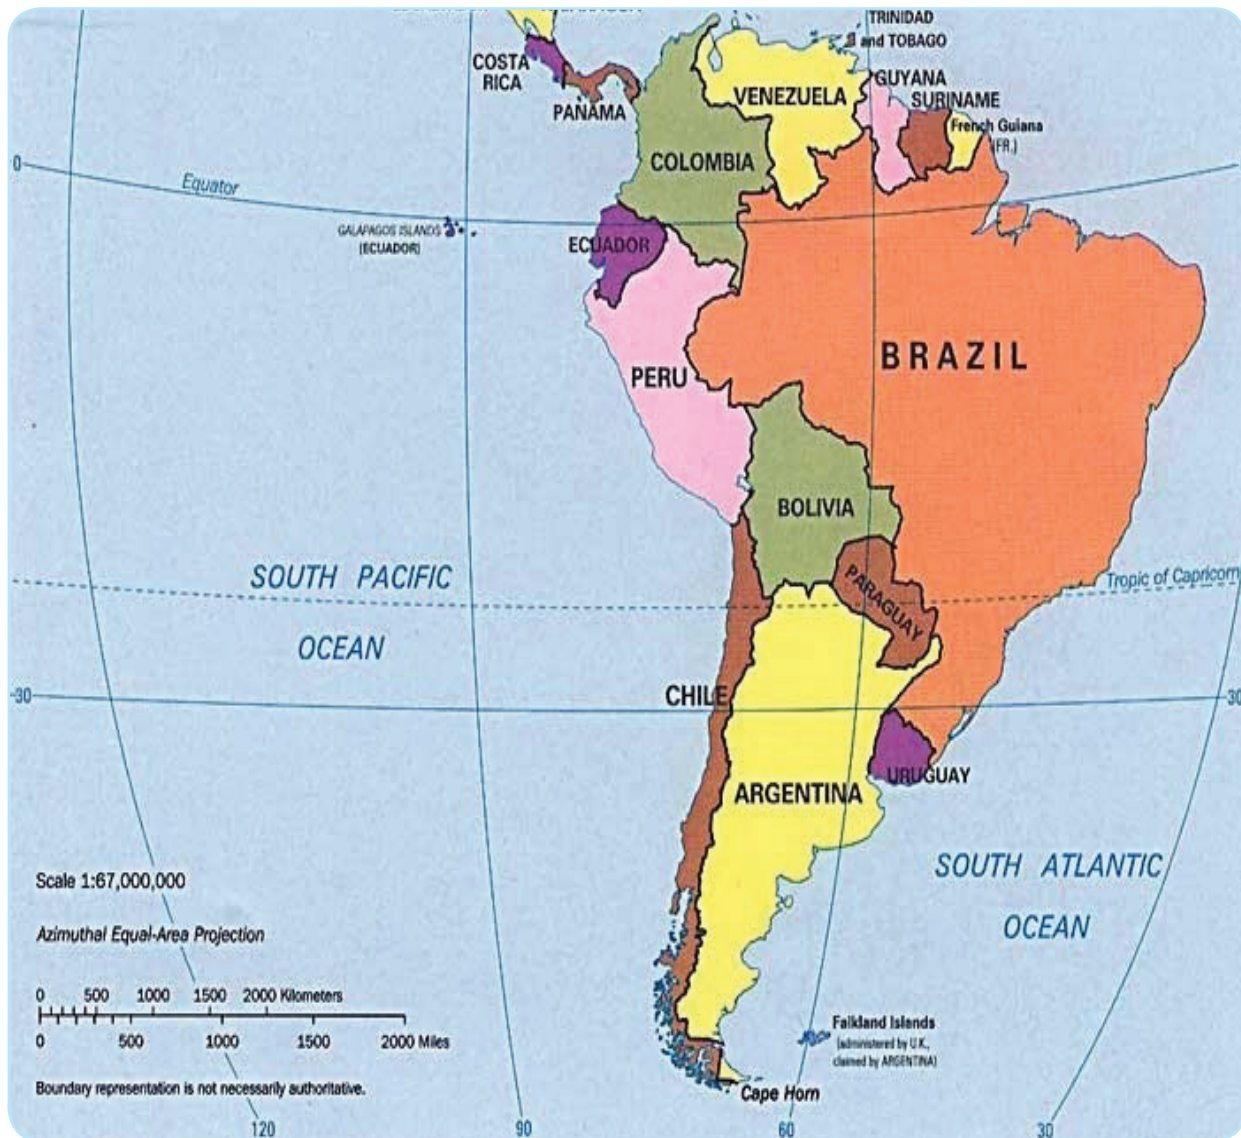 TRINIDAD
and TOBAGO
COSTA
RICA
PANAMA
VENEZUELA
GUYANA
SURINAME
French Guiana
(FR.)
COLOMBIA
0
Equator
GALAPAGOS ISLANDS
(ECUADOR)
ECUADOR
PERU
BRAZIL
BOLIVIA
PARAGUAY
SOUTH PACIFIC
OCEAN
Tropic of Capricorn
30
CHILE
30
URUGUAY
ARGENTINA
SOUTH ATLANTIC
OCEAN
Scale 1:67,000,000
Azimuthal Equal-Area Projection
0 500 1000 1500 2000 Kilometers
0 500 1000 1500 2000 Miles
Boundary representation is not necessarily authoritative.
Falkland Islands
(administered by U.K.,
claimed by ARGENTINA)
Cape Horn
120 90 60 30